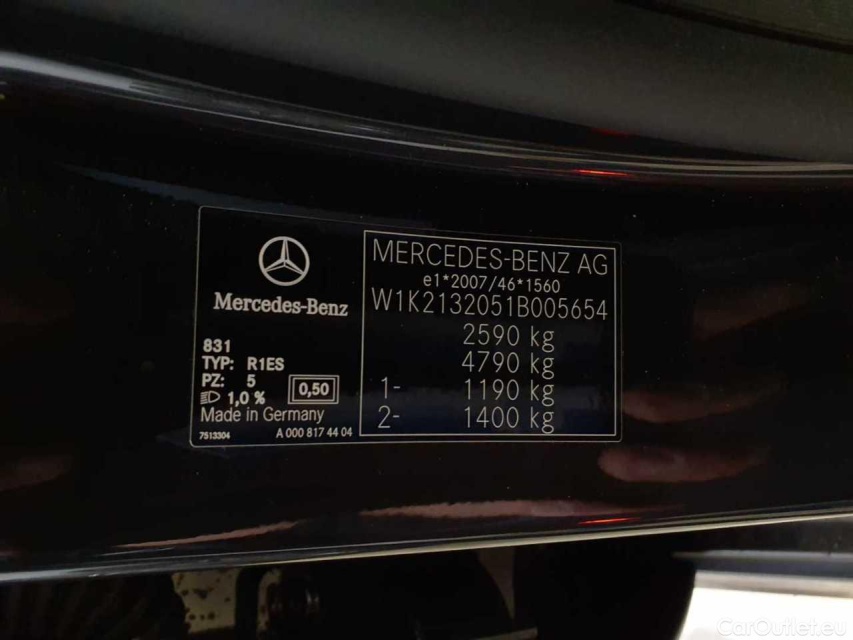 Mercedes-Benz
831
TYP: R1ES
PZ: 5
1,0 %
0,50
Made in Germany
7513304 A 000 817 44 04
MERCEDES-BENZ AG
e1*2007/46*1560
W1K2132051B005654
2590 kg
4790 kg
1- 1190 kg
2- 1400 kg
CarOutlet.eu